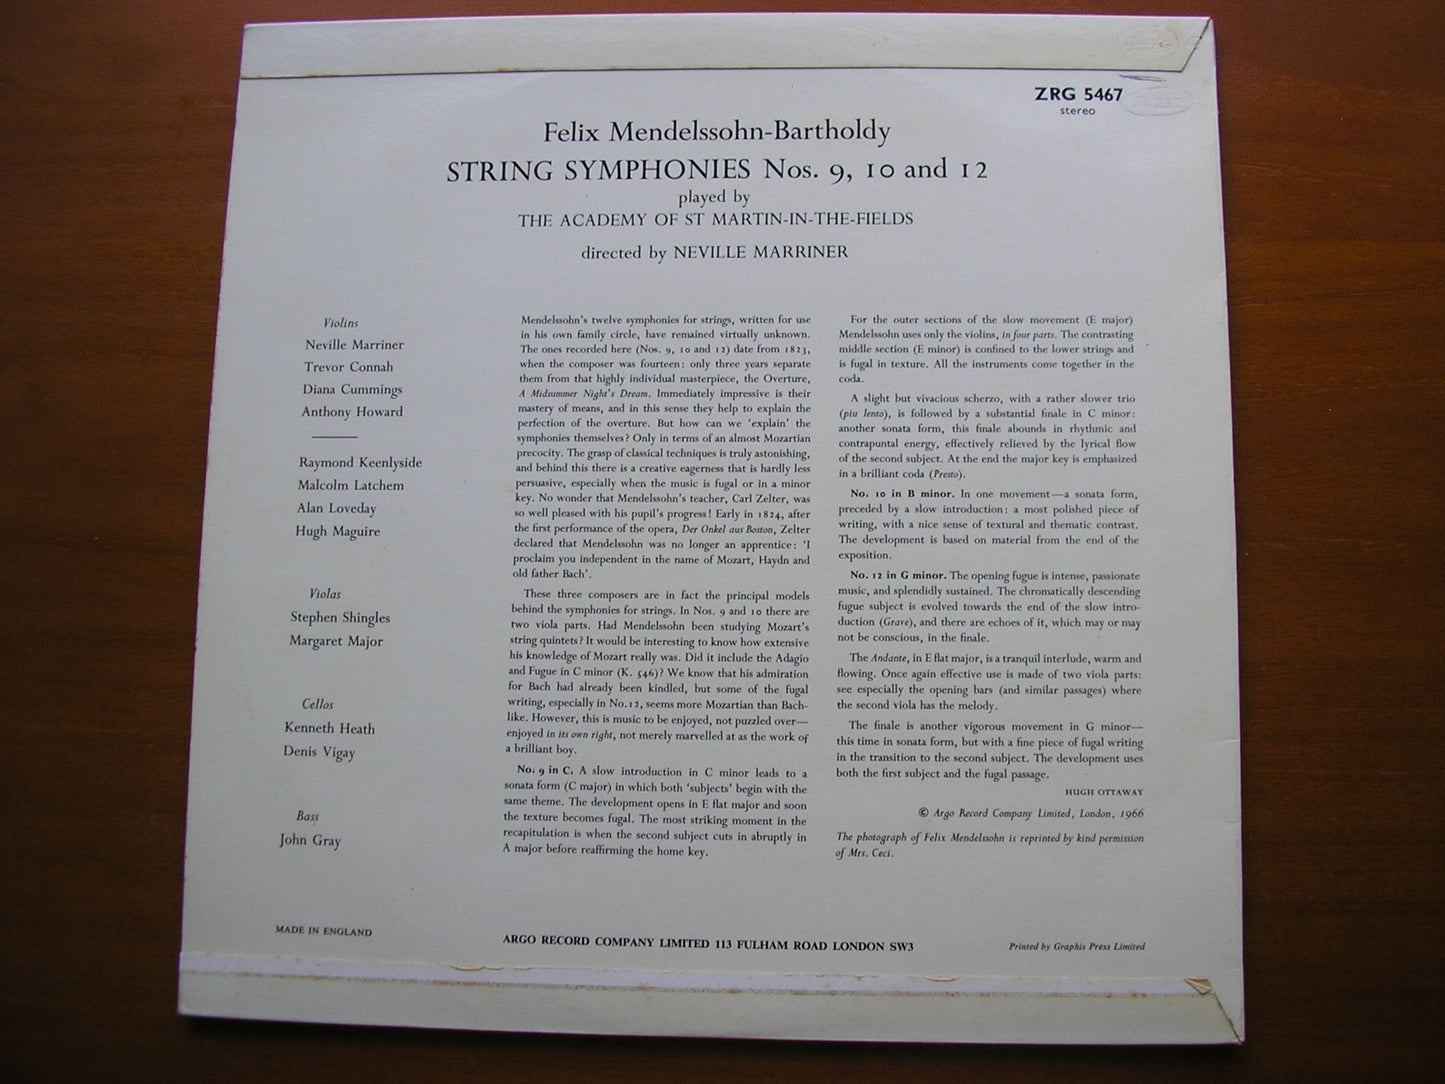 ZRG 5467
stereo
Felix Mendelssohn-Bartholdy
STRING SYMPHONIES Nos. 9, 10 and 12
played by
THE ACADEMY OF ST MARTIN-IN-THE-FIELDS
directed by NEVILLE MARRINER
Violins
Neville Marriner
Trevor Connah
Diana Cummings
Anthony Howard
Raymond Keenlyside
Malcolm Latchem
Alan Loveday
Hugh Maguire
Violas
Stephen Shingles
Margaret Major
Cellos
Kenneth Heath
Denis Vigay
Bass
John Gray
Mendelssohn's twelve symphonies for strings, written for use
in his own family circle, have remained virtually unknown.
The ones recorded here (Nos. 9, 10 and 12) date from 1823,
when the composer was fourteen: only three years separate
them from that highly individual masterpiece, the Overture,
A Midsummer Night's Dream. Immediately impressive is their
mastery of means, and in this sense they help to explain the
perfection of the overture. But how can we 'explain' the
symphonies themselves? Only in terms of an almost Mozartian
precocity. The grasp of classical techniques is truly astonishing,
and behind this there is a creative eagerness that is hardly less
persuasive, especially when the music is fugal or in a minor
key. No wonder that Mendelssohn's teacher, Carl Zelter, was
so well pleased with his pupil's progress! Early in 1824, after
the first performance of the opera, Der Onkel aus Boston, Zelter
declared that Mendelssohn was no longer an apprentice: 'I
proclaim you independent in the name of Mozart, Haydn and
old father Bach'.
These three composers are in fact the principal models
behind the symphonies for strings. In Nos. 9 and 10 there are
two viola parts. Had Mendelssohn been studying Mozart's
string quintets? It would be interesting to know how extensive
his knowledge of Mozart really was. Did it include the Adagio
and Fugue in C minor (K. 546)? We know that his admiration
for Bach had already been kindled, but some of the fugal
writing, especially in No. 12, seems more Mozartian than Bach-
like. However, this is music to be enjoyed, not puzzled over—
enjoyed in its own right, not merely marvelled at as the work of
a brilliant boy.
No. 9 in C. A slow introduction in C minor leads to a
sonata form (C major) in which both 'subjects' begin with the
same theme. The development opens in E flat major and soon
the texture becomes fugal. The most striking moment in the
recapitulation is when the second subject cuts in abruptly in
A major before reaffirming the home key.
For the outer sections of the slow movement (E major)
Mendelssohn uses only the violins, in four parts. The contrasting
middle section (E minor) is confined to the lower strings and
is fugal in texture. All the instruments come together in the
coda.
A slight but vivacious scherzo, with a rather slower trio
(piu lento), is followed by a substantial finale in C minor:
another sonata form, this finale abounds in rhythmic and
contrapuntal energy, effectively relieved by the lyrical flow
of the second subject. At the end the major key is emphasized
in a brilliant coda (Presto).
No. 10 in B minor. In one movement—a sonata form,
preceded by a slow introduction: a most polished piece of
writing, with a nice sense of textural and thematic contrast.
The development is based on material from the end of the
exposition.
No. 12 in G minor. The opening fugue is intense, passionate
music, and splendidly sustained. The chromatically descending
fugue subject is evolved towards the end of the slow intro-
duction (Grave), and there are echoes of it, which may or may
not be conscious, in the finale.
The Andante, in E flat major, is a tranquil interlude, warm and
flowing. Once again effective use is made of two viola parts:
see especially the opening bars (and similar passages) where
the second viola has the melody.
The finale is another vigorous movement in G minor—
this time in sonata form, but with a fine piece of fugal writing
in the transition to the second subject. The development uses
both the first subject and the fugal passage.
HUGH OTTAWAY
© Argo Record Company Limited, London, 1966
The photograph of Felix Mendelssohn is reprinted by kind permission
of Mrs. Ceci.
MADE IN ENGLAND
ARGO RECORD COMPANY LIMITED 113 FULHAM ROAD LONDON SW3
Printed by Graphis Press Limited